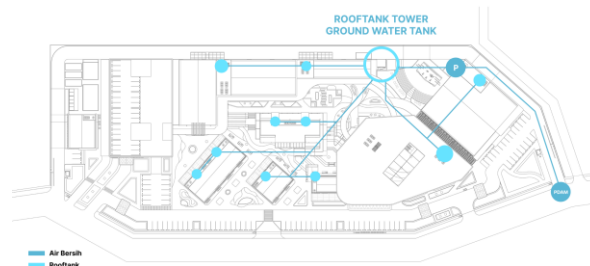 ROOFTANK TOWER
GROUND WATER TANK
P
PDAM
Air Bersih
Rooftank